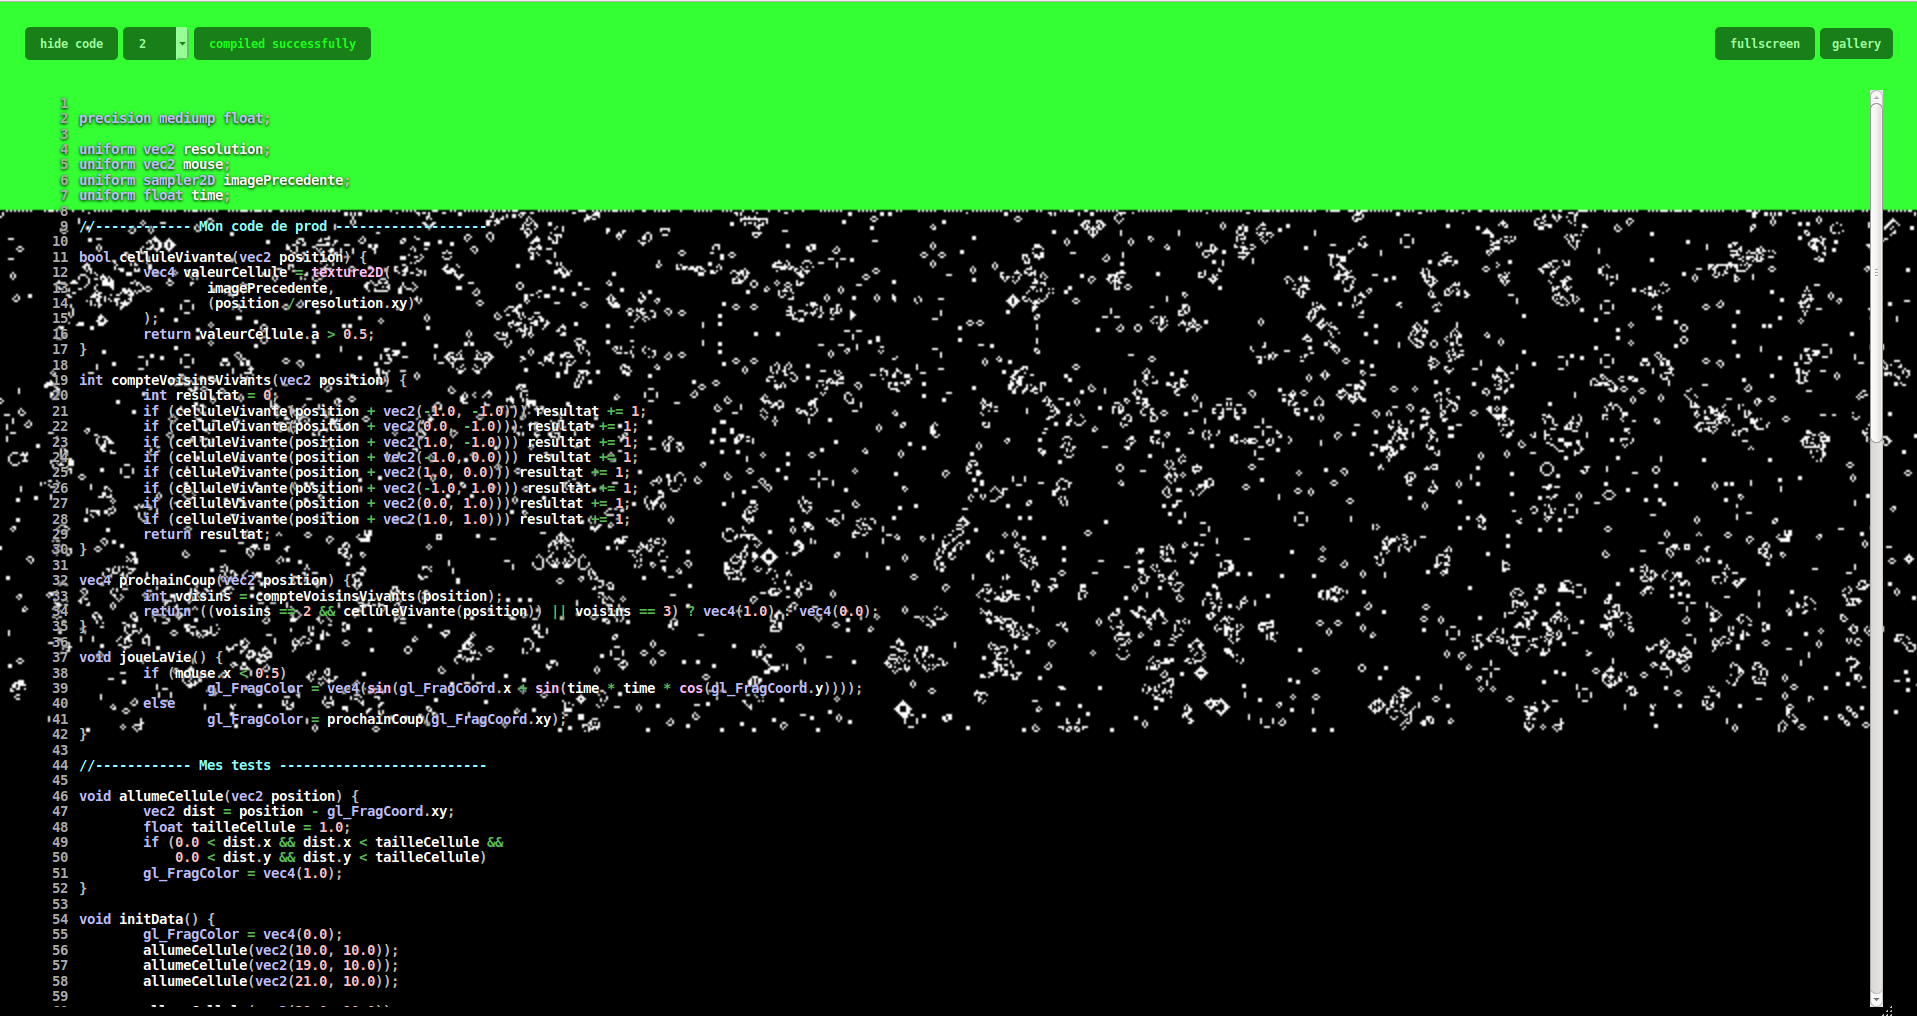 hide code 2 compiled successfully fullscreen gallery
1
2 precision mediump float;
3
4 uniform vec2 resolution;
5 uniform vec2 mouse;
6 uniform sampler2D imagePrecedente;
7 uniform float time;
8
9 //------------ Mon code de prod -------------------
10
11 bool celluleVivante(vec2 position) {
12 vec4 valeurCellule = texture2D(
13 imagePrecedente,
14 (position / resolution.xy)
15 );
16 return valeurCellule.a > 0.5;
17 }
18
19 int compteVoisinsVivants(vec2 position) {
20 int resultat = 0;
21 if (celluleVivante(position + vec2(-1.0, -1.0))) resultat += 1;
22 if (celluleVivante(position + vec2(0.0, -1.0))) resultat += 1;
23 if (celluleVivante(position + vec2(1.0, -1.0))) resultat += 1;
24 if (celluleVivante(position + vec2(-1.0, 0.0))) resultat += 1;
25 if (celluleVivante(position + vec2(1.0, 0.0))) resultat += 1;
26 if (celluleVivante(position + vec2(-1.0, 1.0))) resultat += 1;
27 if (celluleVivante(position + vec2(0.0, 1.0))) resultat += 1;
28 if (celluleVivante(position + vec2(1.0, 1.0))) resultat += 1;
29 return resultat;
30 }
31
32 vec4 prochainCoup(vec2 position) {
33 int voisins = compteVoisinsVivants(position);
34 return ((voisins == 2 && celluleVivante(position)) || voisins == 3) ? vec4(1.0) : vec4(0.0);
35 }
36
37 void joueLaVie() {
38 if (mouse.x < 0.5)
39 gl_FragColor = vec4(sin(gl_FragCoord.x + sin(time * time * cos(gl_FragCoord.y))));
40 else
41 gl_FragColor = prochainCoup(gl_FragCoord.xy);
42 }
43
44 //------------ Mes tests --------------------------
45
46 void allumeCellule(vec2 position) {
47 vec2 dist = position - gl_FragCoord.xy;
48 float tailleCellule = 1.0;
49 if (0.0 < dist.x && dist.x < tailleCellule &&
50 0.0 < dist.y && dist.y < tailleCellule)
51 gl_FragColor = vec4(1.0);
52 }
53
54 void initData() {
55 gl_FragColor = vec4(0.0);
56 allumeCellule(vec2(10.0, 10.0));
57 allumeCellule(vec2(19.0, 10.0));
58 allumeCellule(vec2(21.0, 10.0));
59